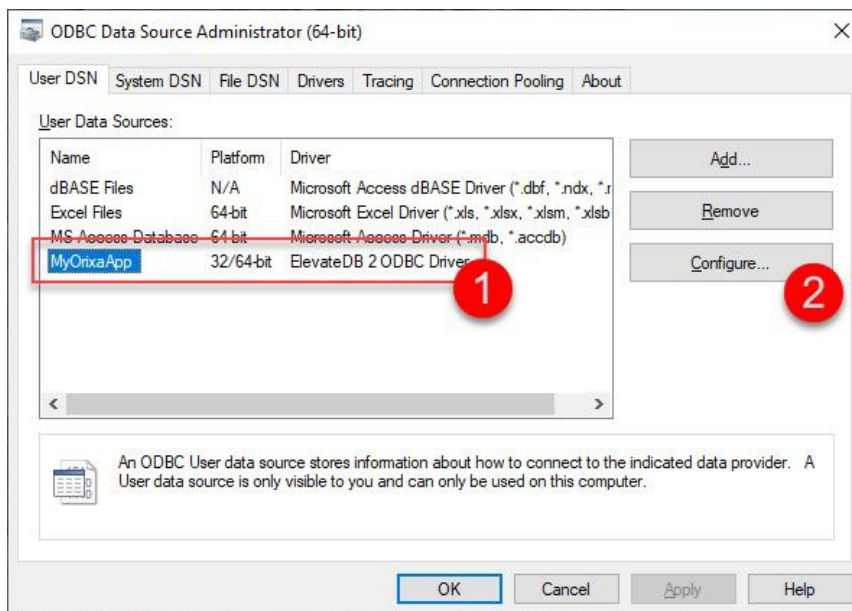 ODBC Data Source Administrator (64-bit)
User DSN System DSN File DSN Drivers Tracing Connection Pooling About
User Data Sources:
Name Platform Driver
dBASE Files N/A Microsoft Access dBASE Driver (*.dbf, *.ndx, *.r
Excel Files 64-bit Microsoft Excel Driver (*.xls, *.xlsx, *.xlsm, *.xlsb
MS Access Database 64-bit Microsoft Access Driver (*.mdb, *.accdb)
MyOrixaApp 32/64-bit ElevateDB 2 ODBC Driver
1
Add...
Remove
Configure...
2
An ODBC User data source stores information about how to connect to the indicated data provider. A
User data source is only visible to you and can only be used on this computer.
OK Cancel Apply Help